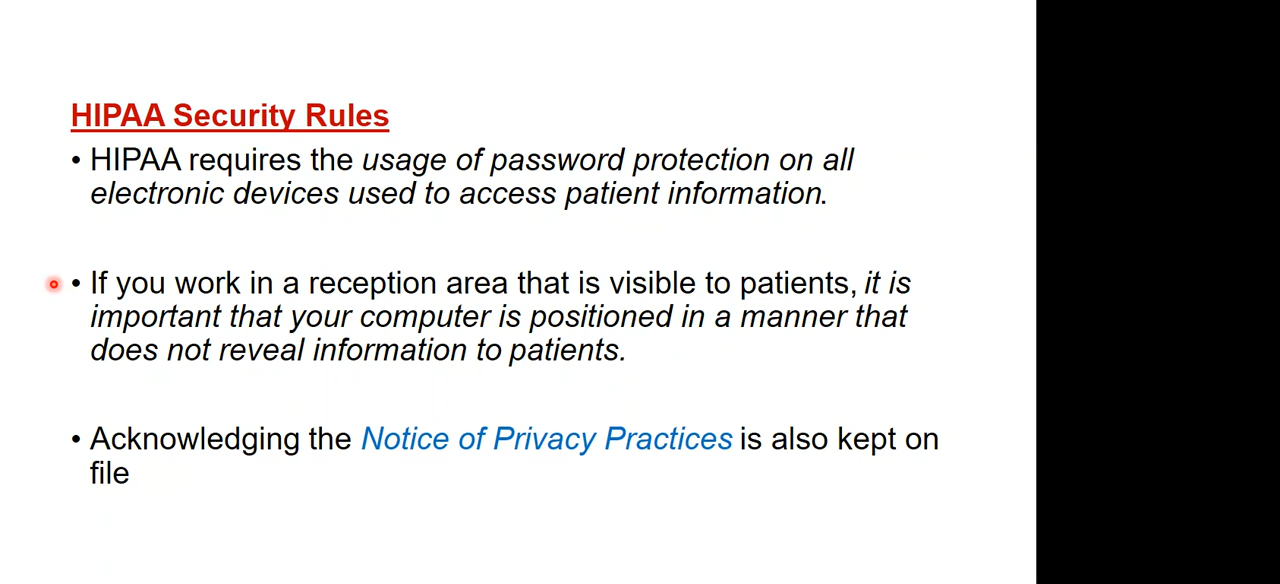 HIPAA Security Rules
• HIPAA requires the usage of password protection on all
electronic devices used to access patient information.
• If you work in a reception area that is visible to patients, it is
important that your computer is positioned in a manner that
does not reveal information to patients.
• Acknowledging the Notice of Privacy Practices is also kept on
file